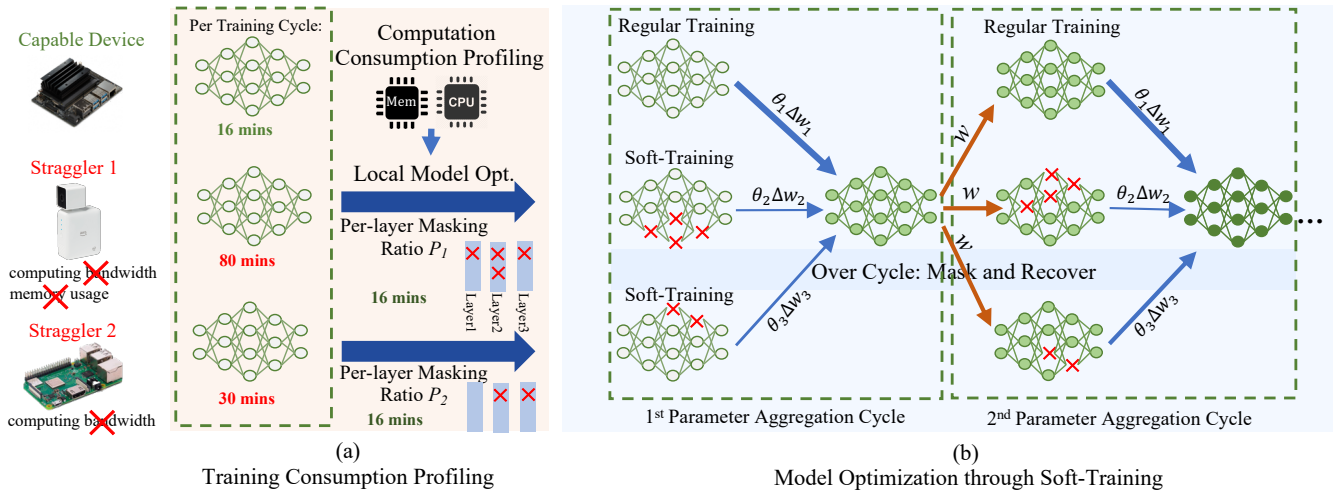 Capable Device
Straggler 1
computing bandwidth
memory usage
Straggler 2
computing bandwidth
Per Training Cycle:
16 mins
80 mins
30 mins
Computation
Consumption Profiling
Mem
CPU
Local Model Opt.
Per-layer Masking
Ratio P1
16 mins
Layer1
Layer2
Layer3
Per-layer Masking
Ratio P2
16 mins
(a)
Training Consumption Profiling
Regular Training
Soft-Training
Soft-Training
θ1Δw1
θ2Δw2
θ3Δw3
Over Cycle: Mask and Recover
1st Parameter Aggregation Cycle
Regular Training
w
w
w
θ1Δw1
θ2Δw2
θ3Δw3
...
2nd Parameter Aggregation Cycle
(b)
Model Optimization through Soft-Training